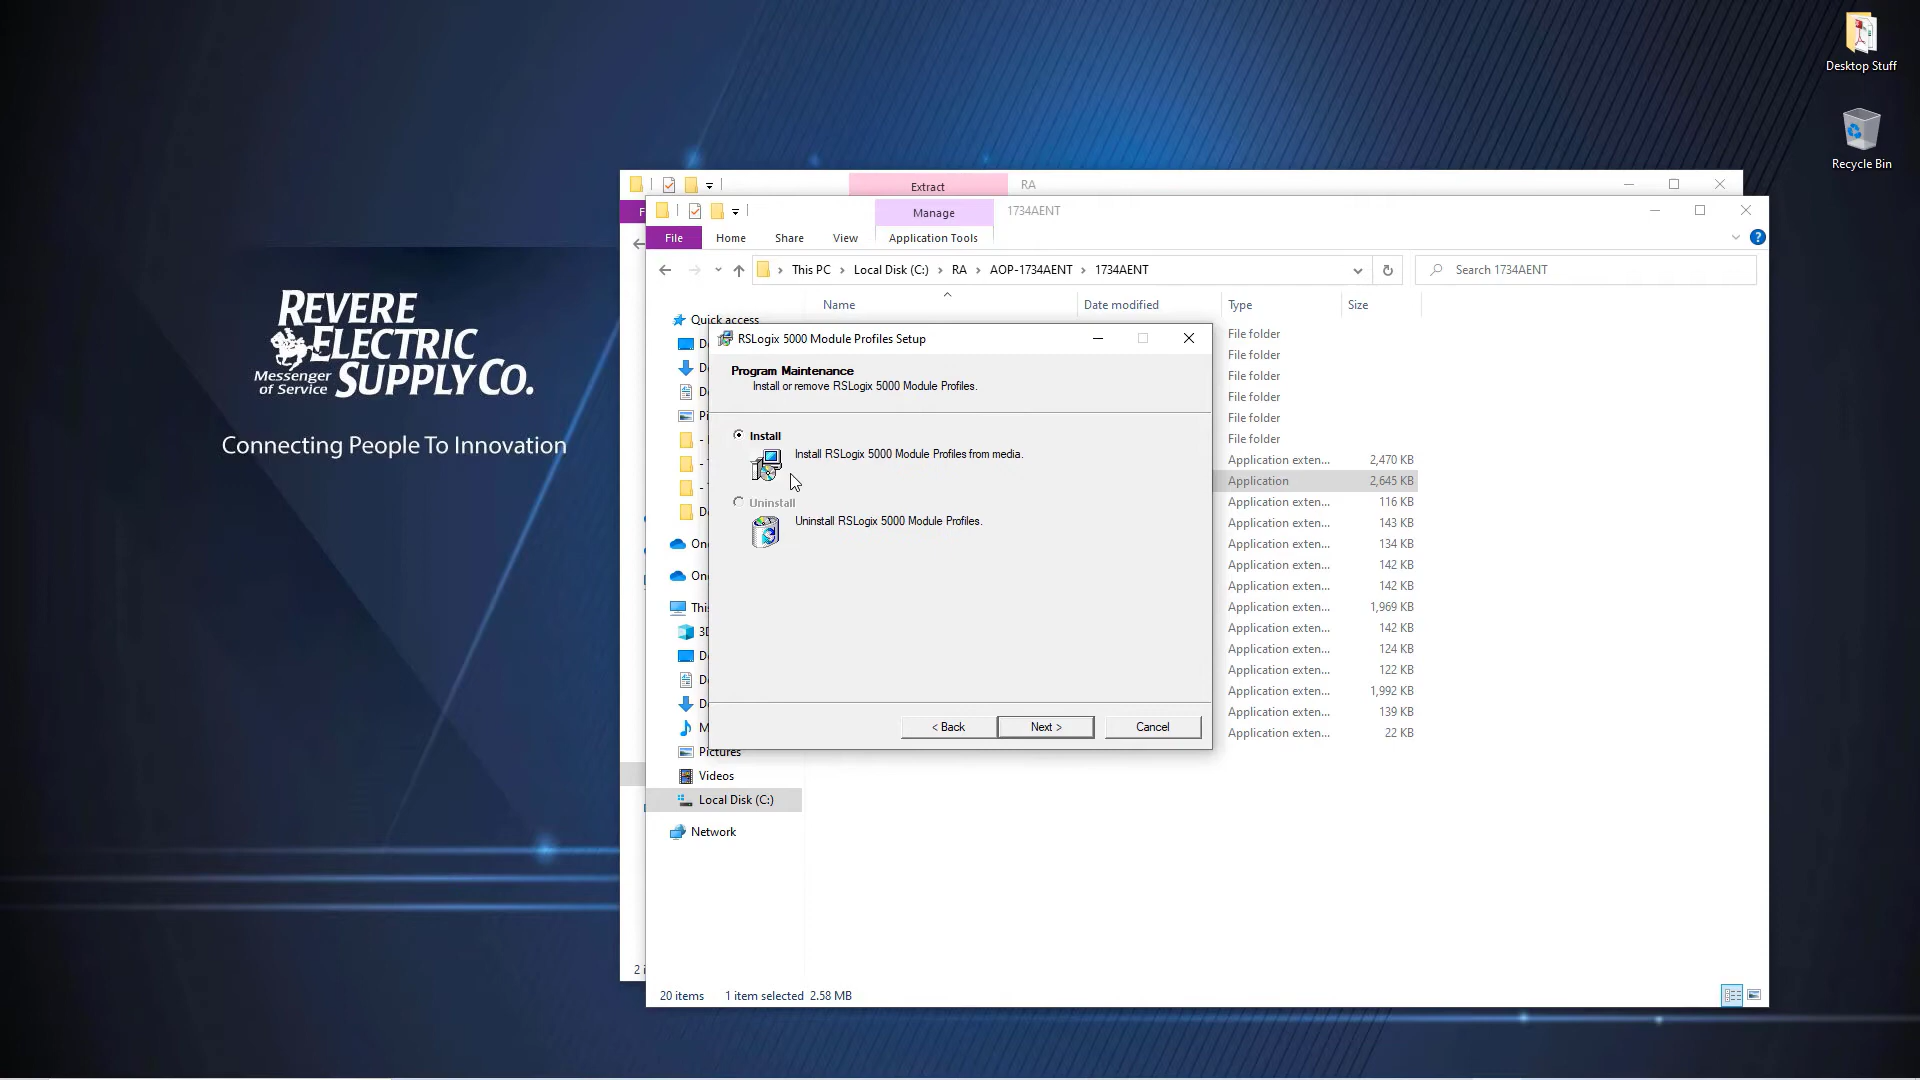 Desktop Stuff
Recycle Bin
REVERE
ELECTRIC
SUPPLY CO.
Messenger
of Service
Connecting People To Innovation
Extract
RA
Manage
1734AENT
File
Home
Share
View
Application Tools
This PC
Local Disk (C:)
RA
AOP-1734AENT
1734AENT
Search 1734AENT
Name
Date modified
Type
Size
Quick access
Pictures
Videos
Local Disk (C:)
Network
RSLogix 5000 Module Profiles Setup
Program Maintenance
Install or remove RSLogix 5000 Module Profiles.
Install
Install RSLogix 5000 Module Profiles from media.
Uninstall
Uninstall RSLogix 5000 Module Profiles.
< Back
Next >
Cancel
File folder
File folder
File folder
File folder
File folder
File folder
Application exten... 2,470 KB
Application 2,645 KB
Application exten... 116 KB
Application exten... 143 KB
Application exten... 134 KB
Application exten... 142 KB
Application exten... 142 KB
Application exten... 1,969 KB
Application exten... 142 KB
Application exten... 124 KB
Application exten... 122 KB
Application exten... 1,992 KB
Application exten... 139 KB
Application exten... 22 KB
20 items 1 item selected 2.58 MB